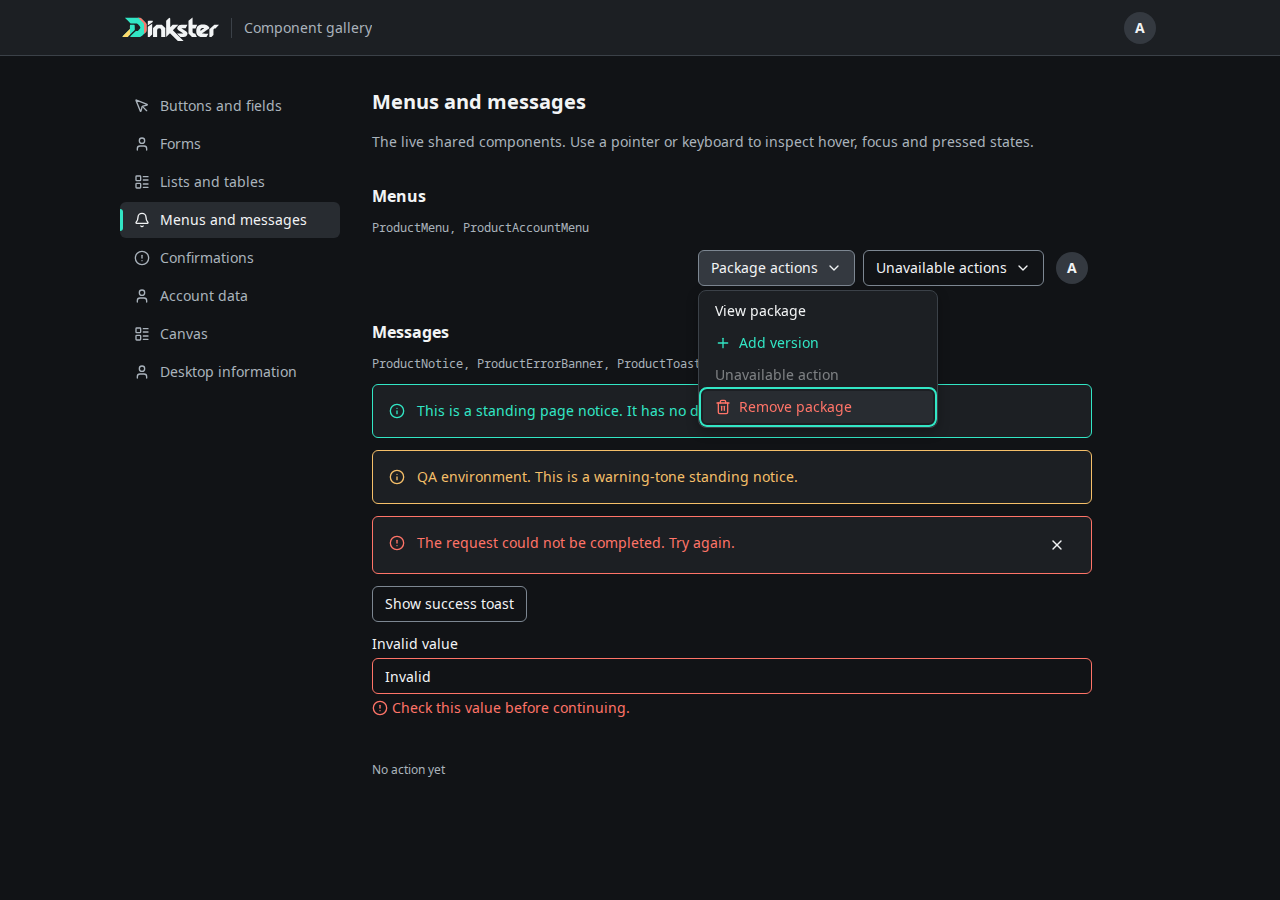 Dinkster
Component gallery
A
Buttons and fields
Forms
Lists and tables
Menus and messages
Confirmations
Account data
Canvas
Desktop information
Menus and messages
The live shared components. Use a pointer or keyboard to inspect hover, focus and pressed states.
Menus
ProductMenu, ProductAccountMenu
Package actions
Unavailable actions
A
View package
Add version
Unavailable action
Remove package
Messages
ProductNotice, ProductErrorBanner, ProductToast
This is a standing page notice. It has no
QA environment. This is a warning-tone standing notice.
The request could not be completed. Try again.
Show success toast
Invalid value
Invalid
Check this value before continuing.
No action yet